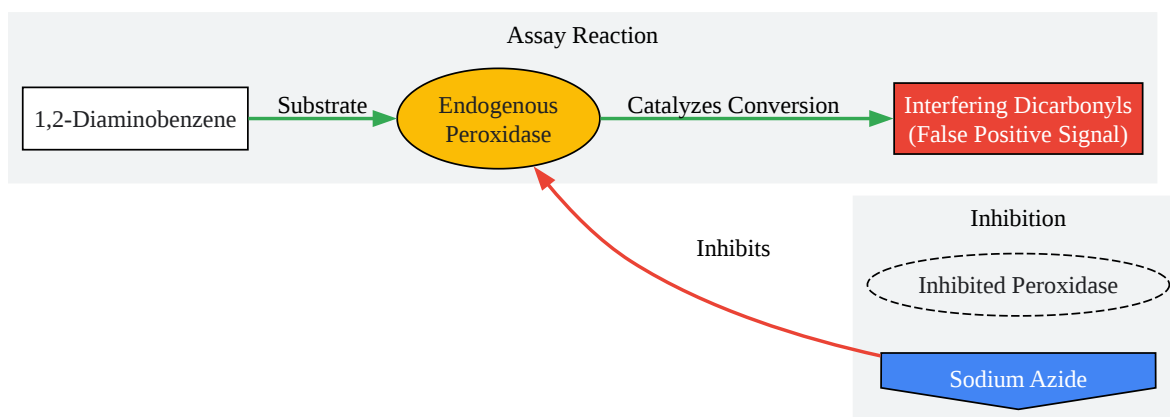 Assay Reaction
1,2-Diaminobenzene
Substrate
Endogenous
Peroxidase
Catalyzes Conversion
Interfering Dicarbonyls
(False Positive Signal)
Inhibits
Inhibition
Inhibited Peroxidase
Sodium Azide